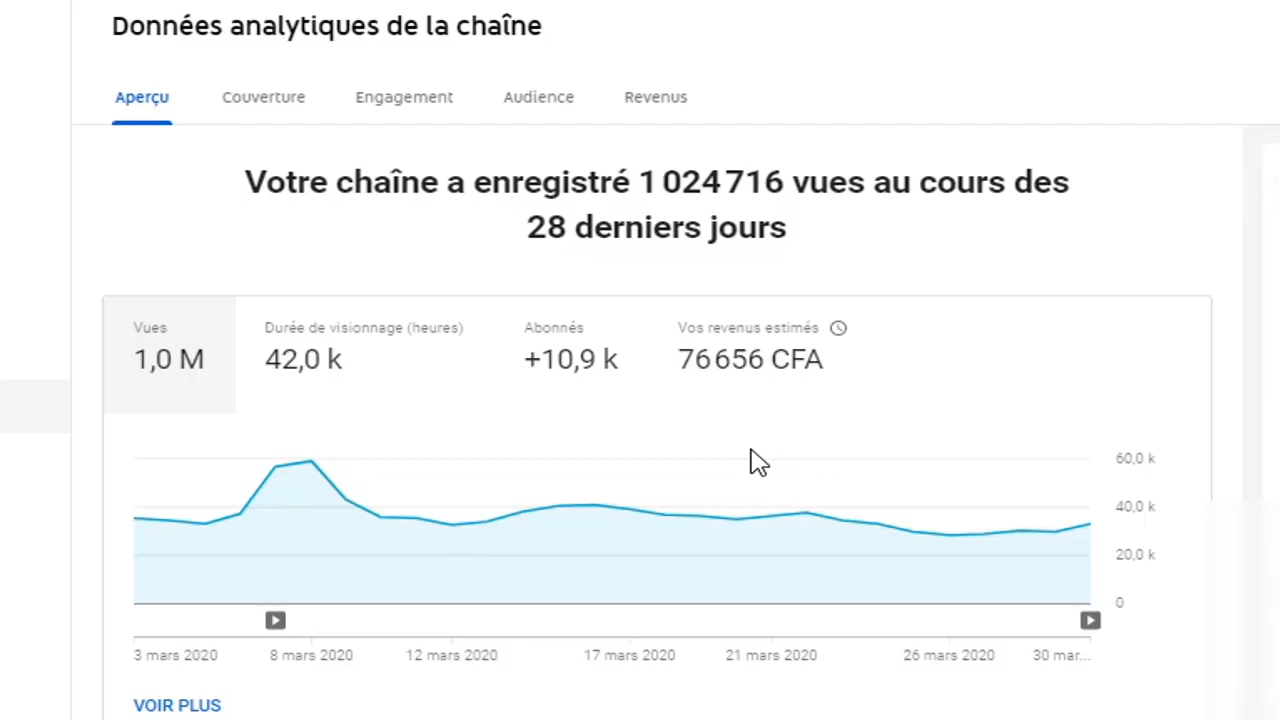 Données analytiques de la chaîne
Aperçu Couverture Engagement Audience Revenus
Votre chaîne a enregistré 1 024 716 vues au cours des
28 derniers jours
Vues Durée de visionnage (heures) Abonnés Vos revenus estimés
1,0 M 42,0 k +10,9 k 76 656 CFA
60,0 k
40,0 k
20,0 k
0
3 mars 2020 8 mars 2020 12 mars 2020 17 mars 2020 21 mars 2020 26 mars 2020 30 mar...
VOIR PLUS